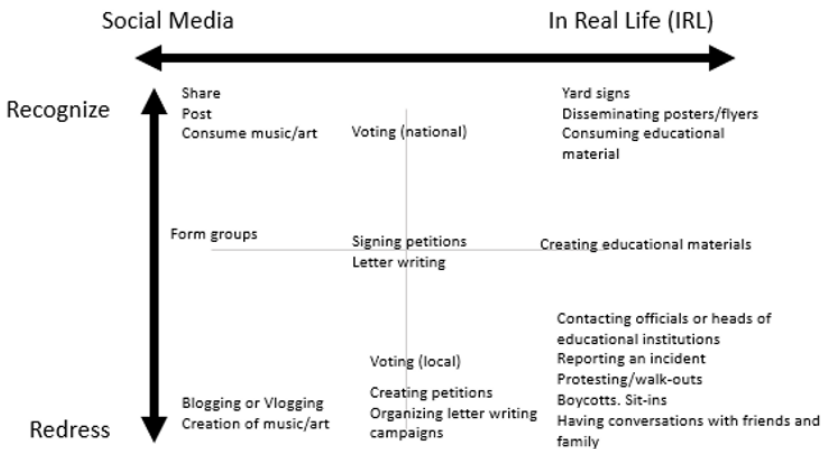 Social Media
In Real Life (IRL)
Recognize
Share
Post
Consume music/art
Voting (national)
Yard signs
Disseminating posters/flyers
Consuming educational
material
Form groups
Signing petitions
Letter writing
Creating educational materials
Redress
Blogging or Vlogging
Creation of music/art
Voting (local)
Creating petitions
Organizing letter writing
campaigns
Contacting officials or heads of
educational institutions
Reporting an incident
Protesting/walk-outs
Boycotts. Sit-ins
Having conversations with friends and
family